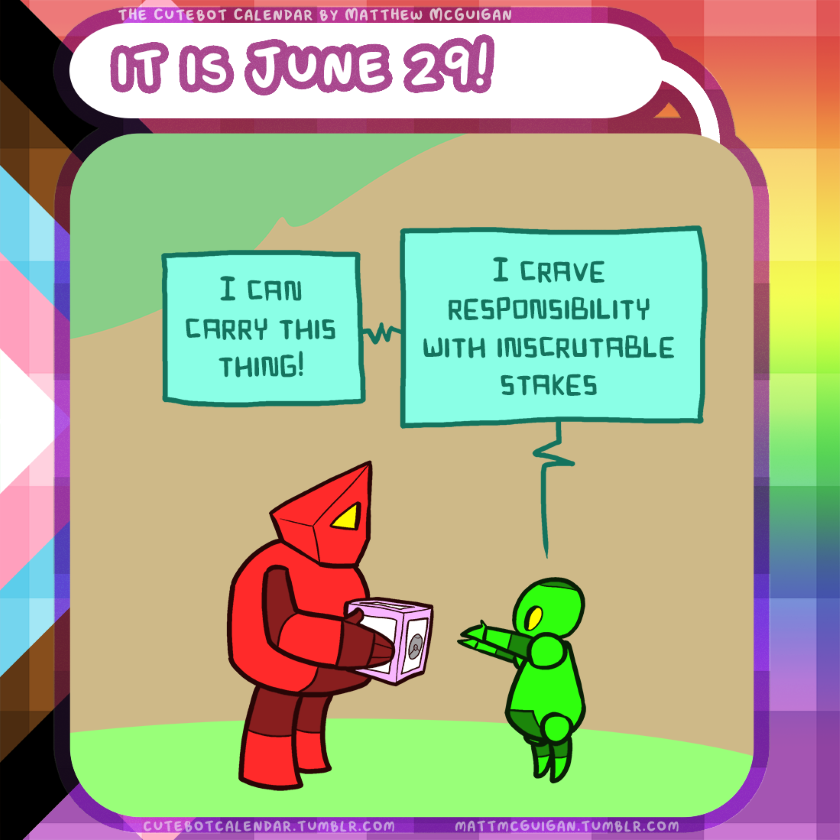 THE CUTEBOT CALENDAR BY MATTHEW MCGUIGAN
IT IS JUNE 29!
I CAN
CARRY THIS
THING!
I CRAVE
RESPONSIBILITY
WITH INSCRUTABLE
STAKES
CUTEBOTCALENDAR.TUMBLR.COM
MATTMCGUIGAN.TUMBLR.COM